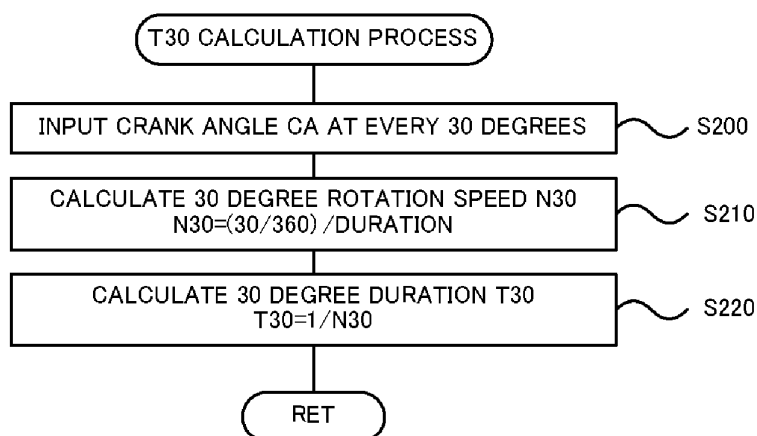 T30 CALCULATION PROCESS
INPUT CRANK ANGLE CA AT EVERY 30 DEGREES
S200
CALCULATE 30 DEGREE ROTATION SPEED N30
N30=(30/360)/DURATION
S210
CALCULATE 30 DEGREE DURATION T30
T30=1/N30
S220
RET